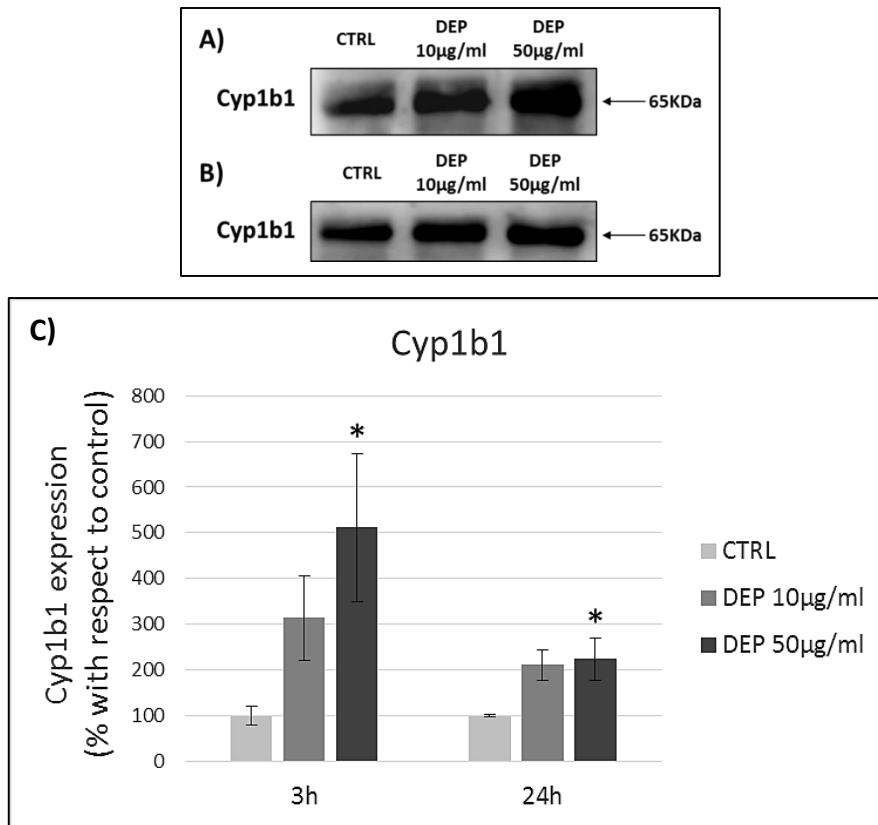 A)
CTRL
DEP
10µg/ml
DEP
50µg/ml
Cyp1b1
65KDa
B)
CTRL
DEP
10µg/ml
DEP
50µg/ml
Cyp1b1
65KDa
C)
Cyp1b1
Cyp1b1 expression
(% with respect to control)
800
700
600
500
400
300
200
100
0
*
*
3h
24h
CTRL
DEP 10µg/ml
DEP 50µg/ml